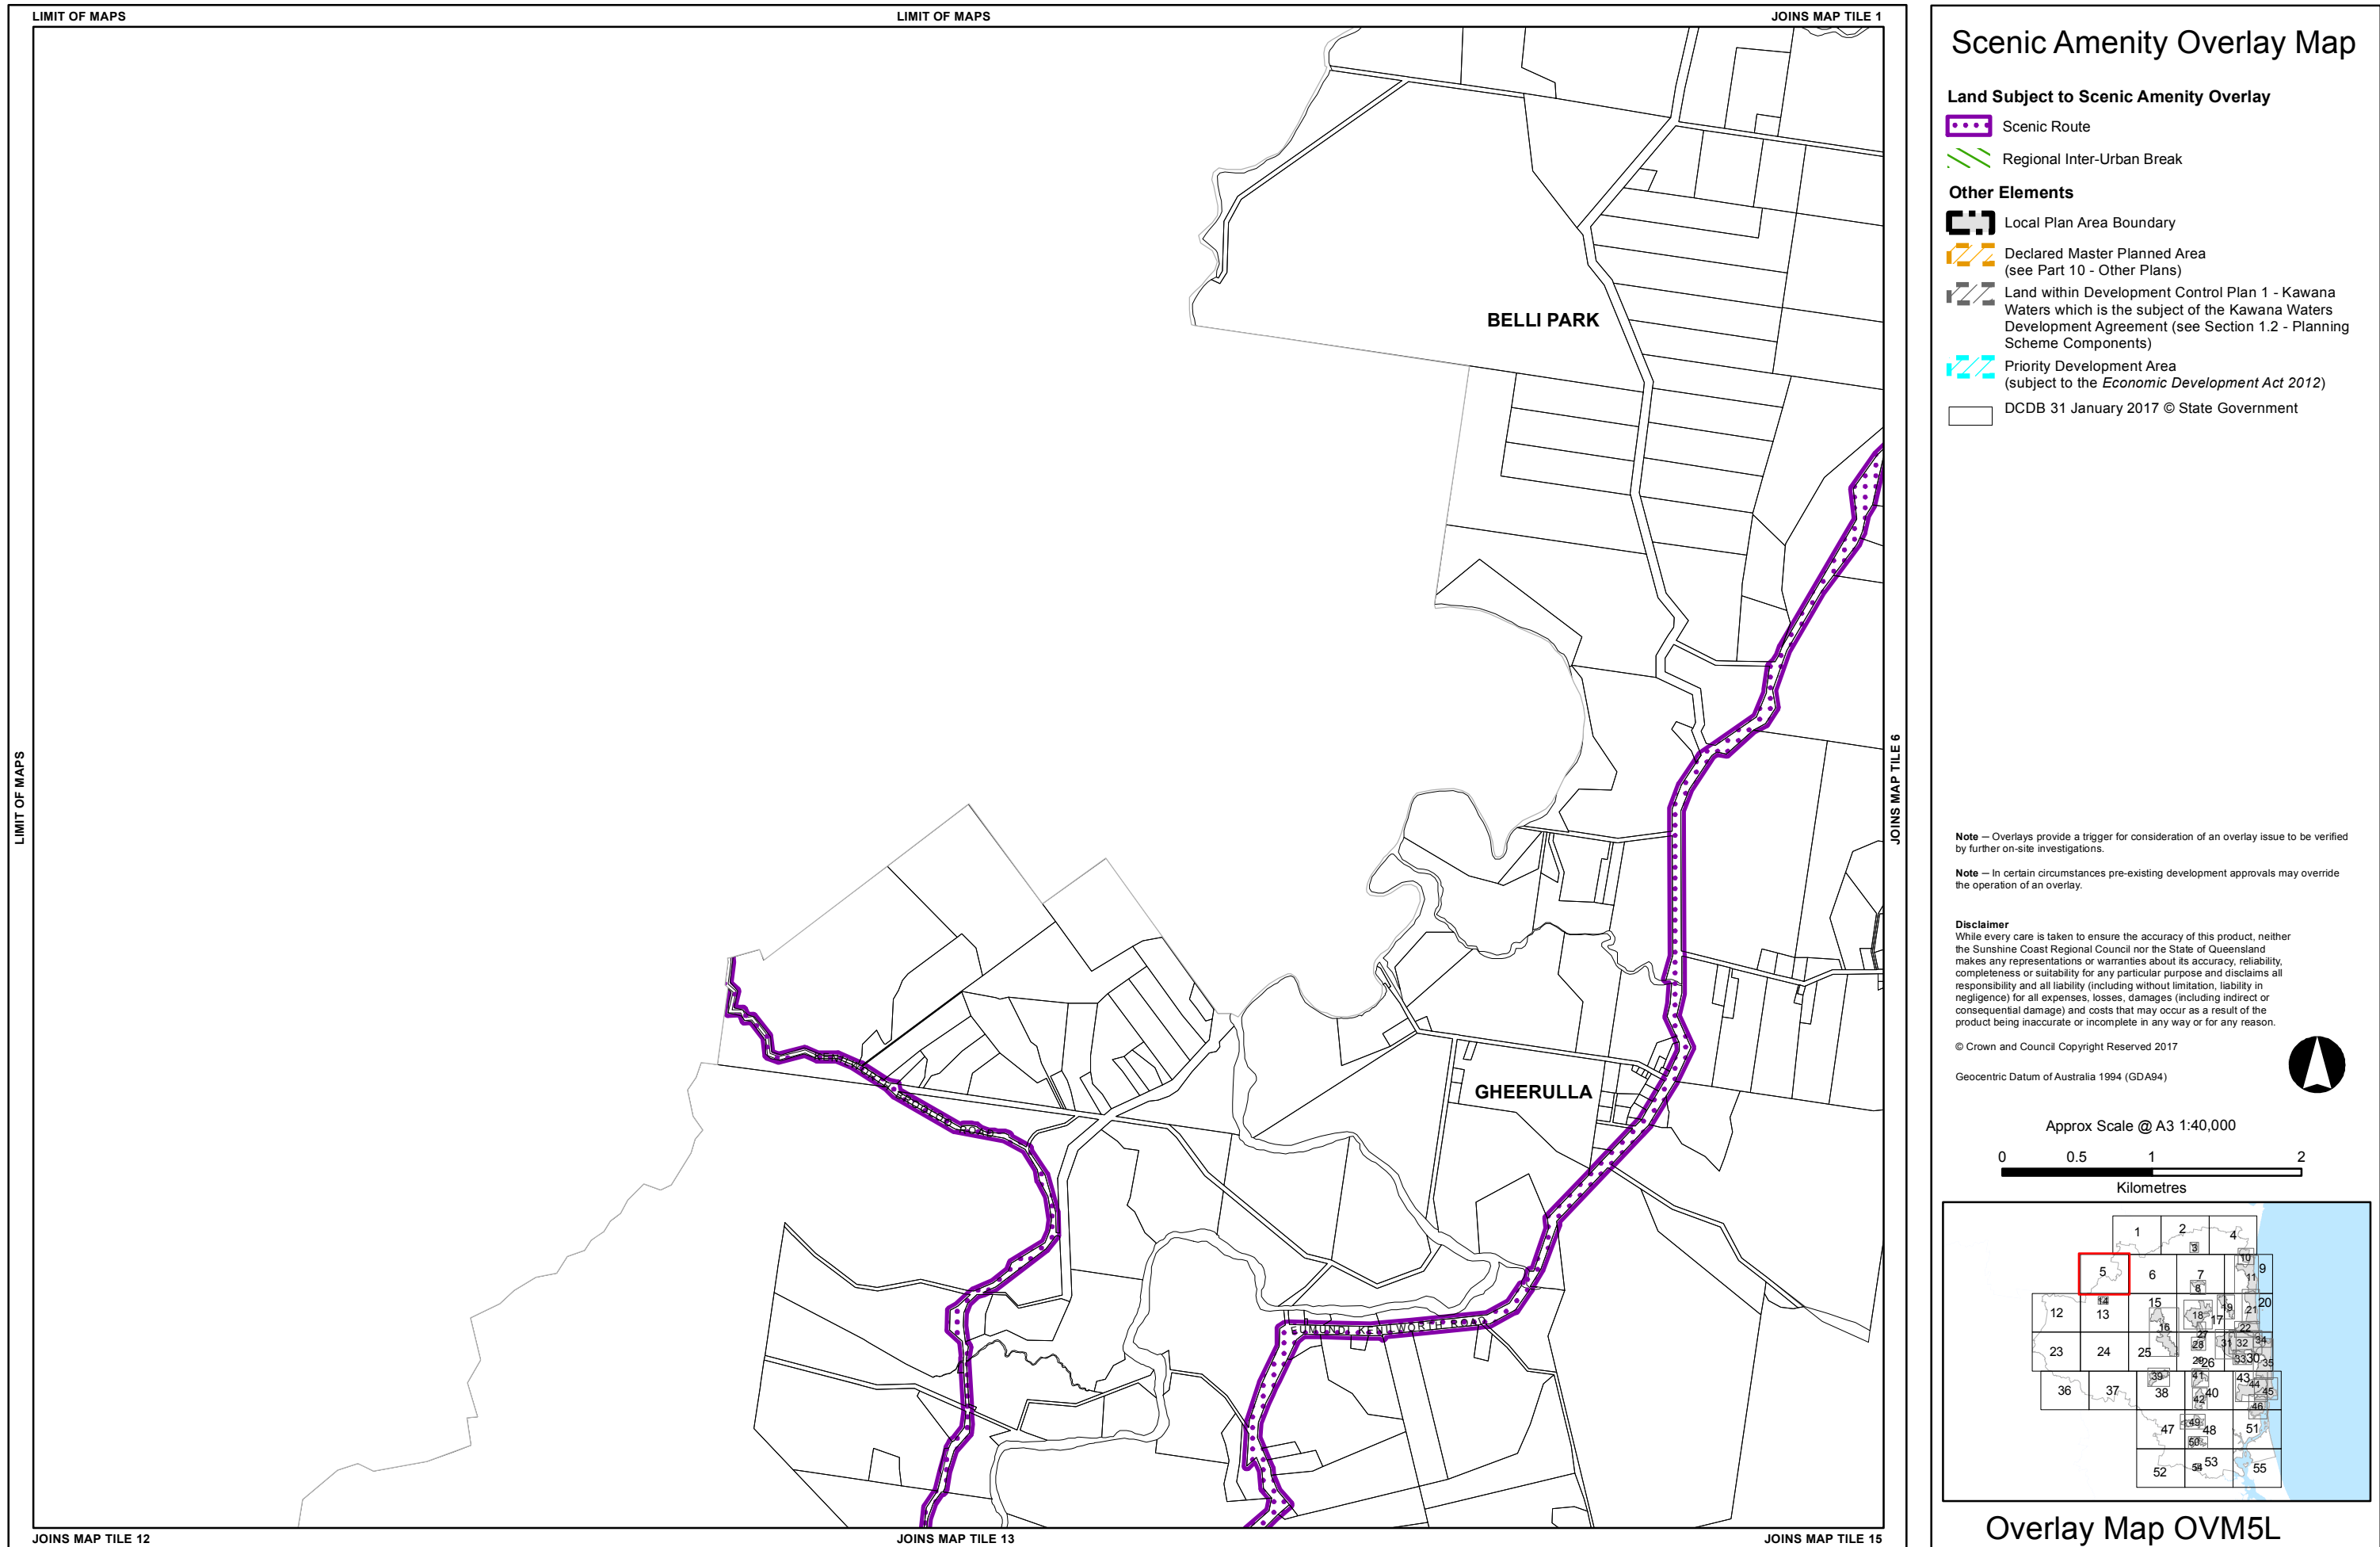 LIMIT OF MAPS
LIMIT OF MAPS
JOINS MAP TILE 1
LIMIT OF MAPS
JOINS MAP TILE 6
BELLI PARK
GHEERULLA
KENILWORTH BROOLOO ROAD
EUMUNDI KENILWORTH ROAD
JOINS MAP TILE 12
JOINS MAP TILE 13
JOINS MAP TILE 15
Scenic Amenity Overlay Map
Land Subject to Scenic Amenity Overlay
Scenic Route
Regional Inter-Urban Break
Other Elements
Local Plan Area Boundary
Declared Master Planned Area
(see Part 10 - Other Plans)
Land within Development Control Plan 1 - Kawana
Waters which is the subject of the Kawana Waters
Development Agreement (see Section 1.2 - Planning
Scheme Components)
Priority Development Area
(subject to the Economic Development Act 2012)
DCDB 31 January 2017 © State Government
Note — Overlays provide a trigger for consideration of an overlay issue to be verified
by further on-site investigations.
Note — In certain circumstances pre-existing development approvals may override
the operation of an overlay.
Disclaimer
While every care is taken to ensure the accuracy of this product, neither
the Sunshine Coast Regional Council nor the State of Queensland
makes any representations or warranties about its accuracy, reliability,
completeness or suitability for any particular purpose and disclaims all
responsibility and all liability (including without limitation, liability in
negligence) for all expenses, losses, damages (including indirect or
consequential damage) and costs that may occur as a result of the
product being inaccurate or incomplete in any way or for any reason.
© Crown and Council Copyright Reserved 2017
Geocentric Datum of Australia 1994 (GDA94)
Approx Scale @ A3 1:40,000
0 0.5 1 2
Kilometres
1 2 4
3 10
5 6 7 9
8 11
12 14 13 15 16 18 17 19 21 20
22
23 24 25 27 28 31 32 34
29 26 33 30 35
36 37 39 38 41 40 43 44 45
42 46
47 49 48 51
50
52 54 53 55
Overlay Map OVM5L